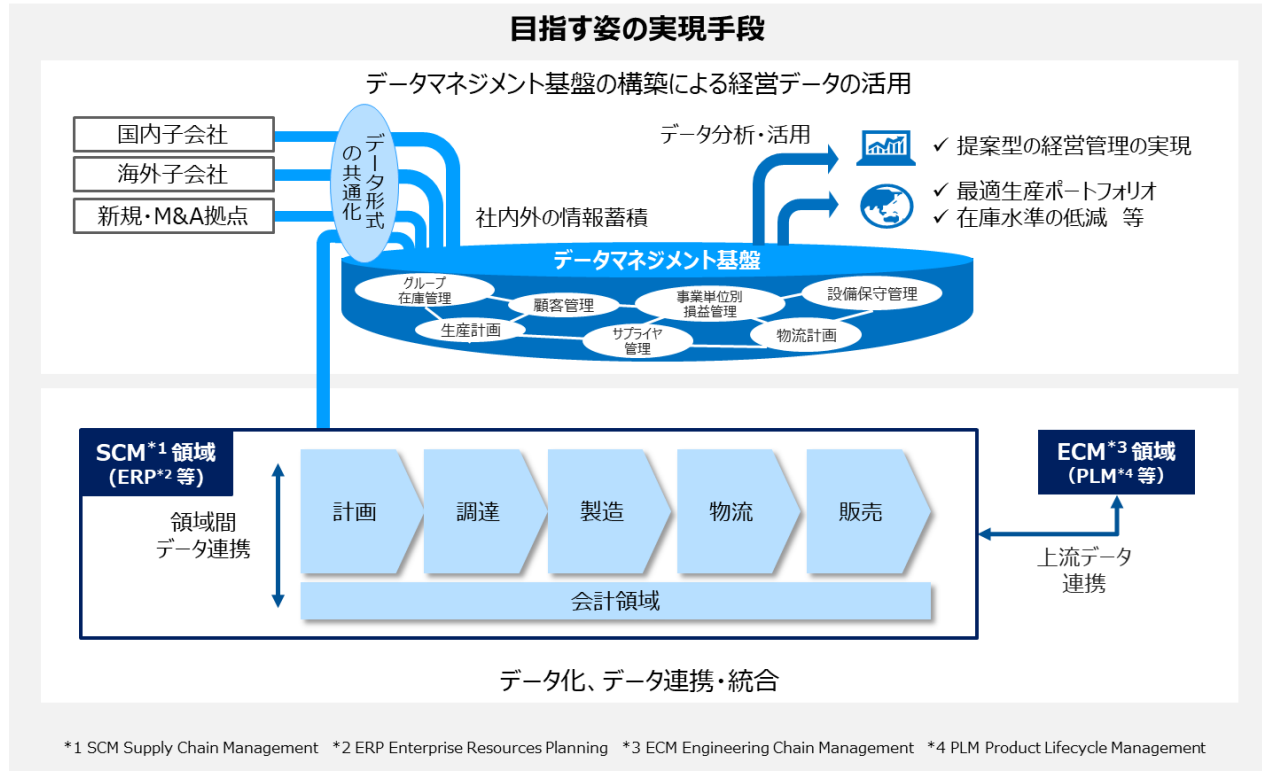 目指す姿の実現手段
データマネジメント基盤の構築による経営データの活用
国内子会社
海外子会社
新規・M&A拠点
データ形式
の共通化
社内外の情報蓄積
データ分析・活用
✓ 提案型の経営管理の実現
✓ 最適生産ポートフォリオ
✓ 在庫水準の低減 等
データマネジメント基盤
グループ
在庫管理
顧客管理
事業単位別
損益管理
設備保守管理
生産計画
サプライヤ
管理
物流計画
SCM*1 領域
(ERP*2 等)
領域間
データ連携
計画
調達
製造
物流
販売
会計領域
ECM*3 領域
(PLM*4 等)
上流データ
連携
データ化、データ連携・統合
*1 SCM Supply Chain Management *2 ERP Enterprise Resources Planning *3 ECM Engineering Chain Management *4 PLM Product Lifecycle Management